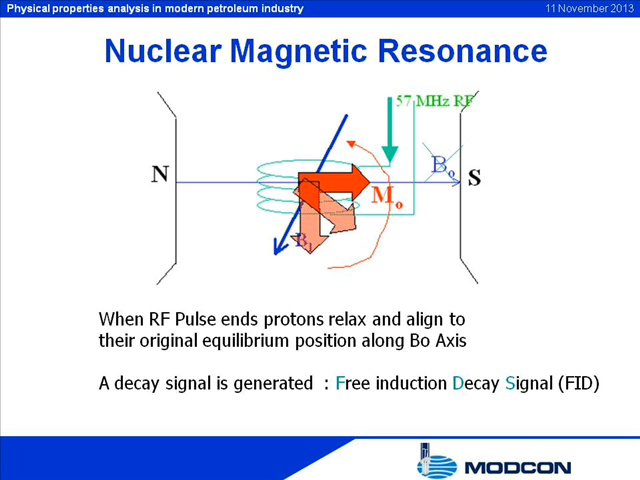 Physical properties analysis in modern petroleum industry
11 November 2013
Nuclear Magnetic Resonance
57 MHz RF
N
Bo
S
Mo
B1
When RF Pulse ends protons relax and align to
their original equilibrium position along Bo Axis
A decay signal is generated : Free induction Decay Signal (FID)
MODCON